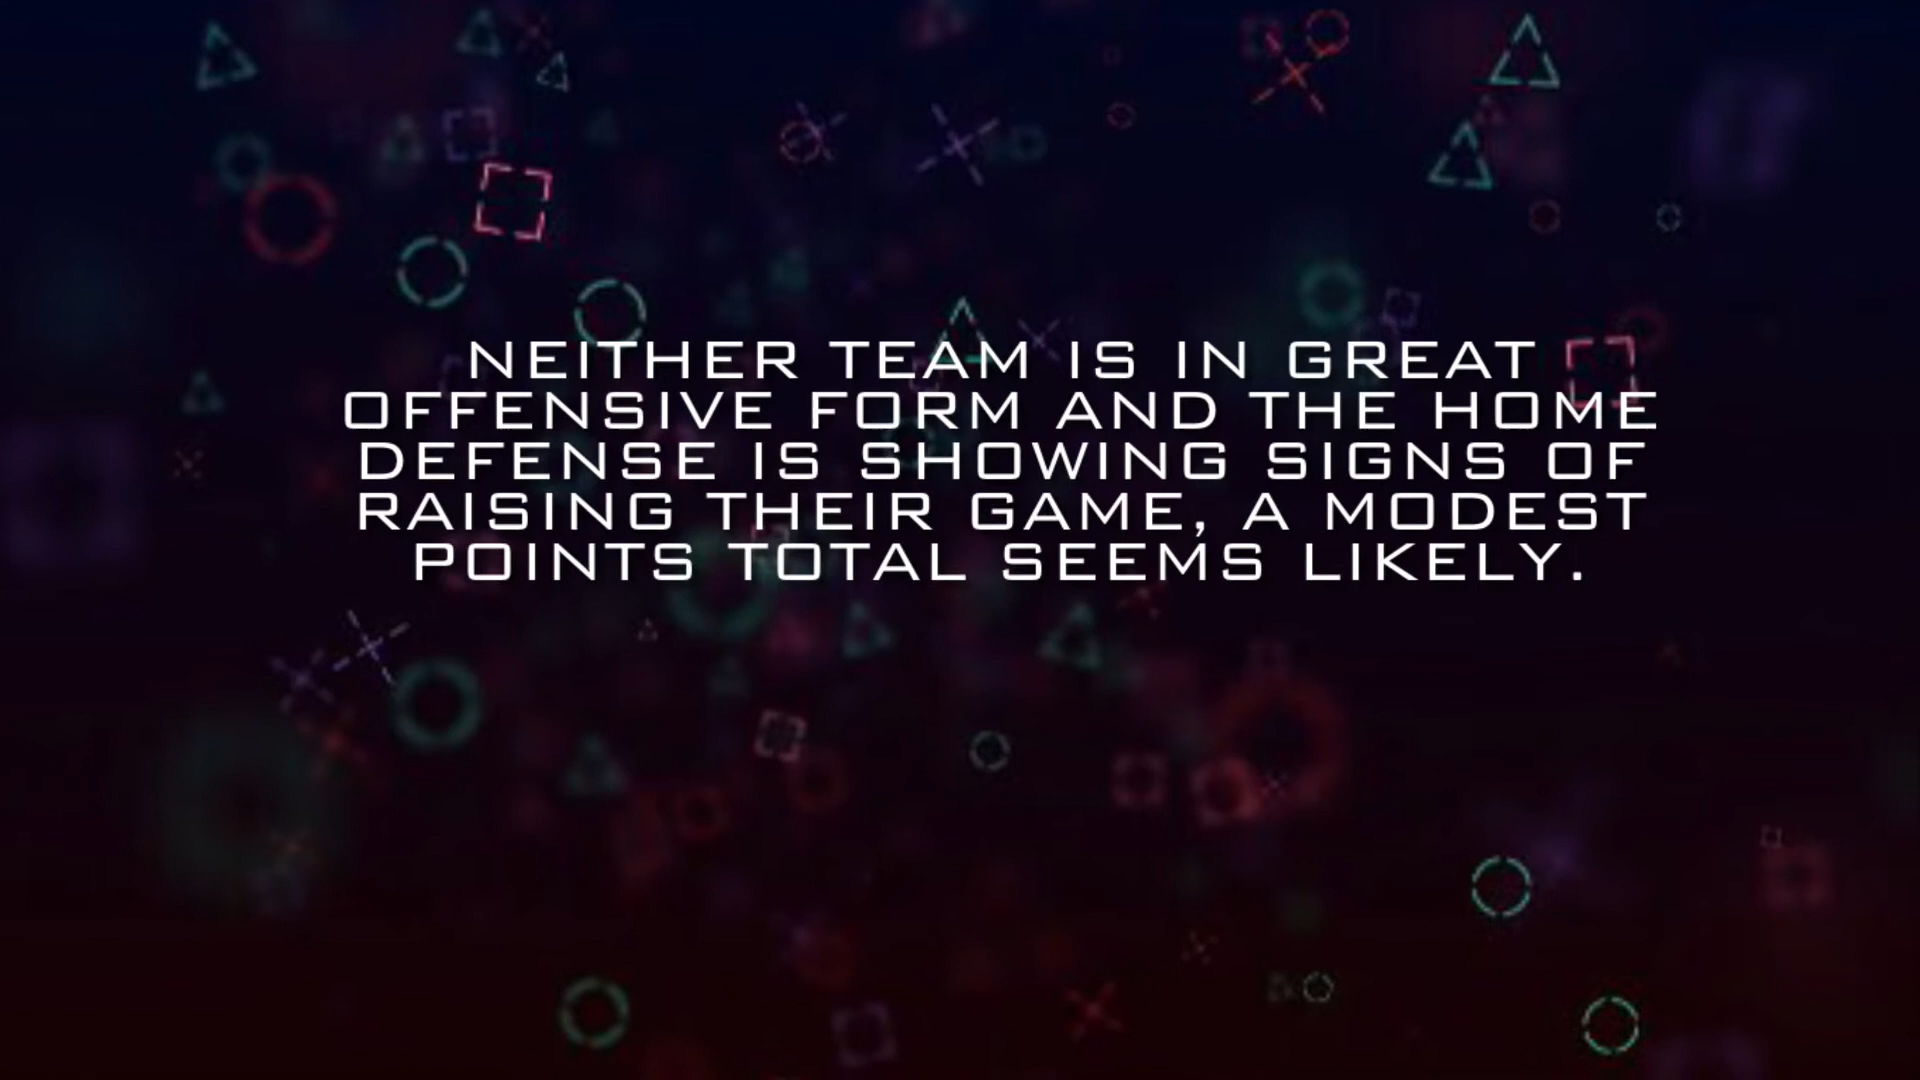 NEITHER TEAM IS IN GREAT
OFFENSIVE FORM AND THE HOME
DEFENSE IS SHOWING SIGNS OF
RAISING THEIR GAME, A MODEST
POINTS TOTAL SEEMS LIKELY.